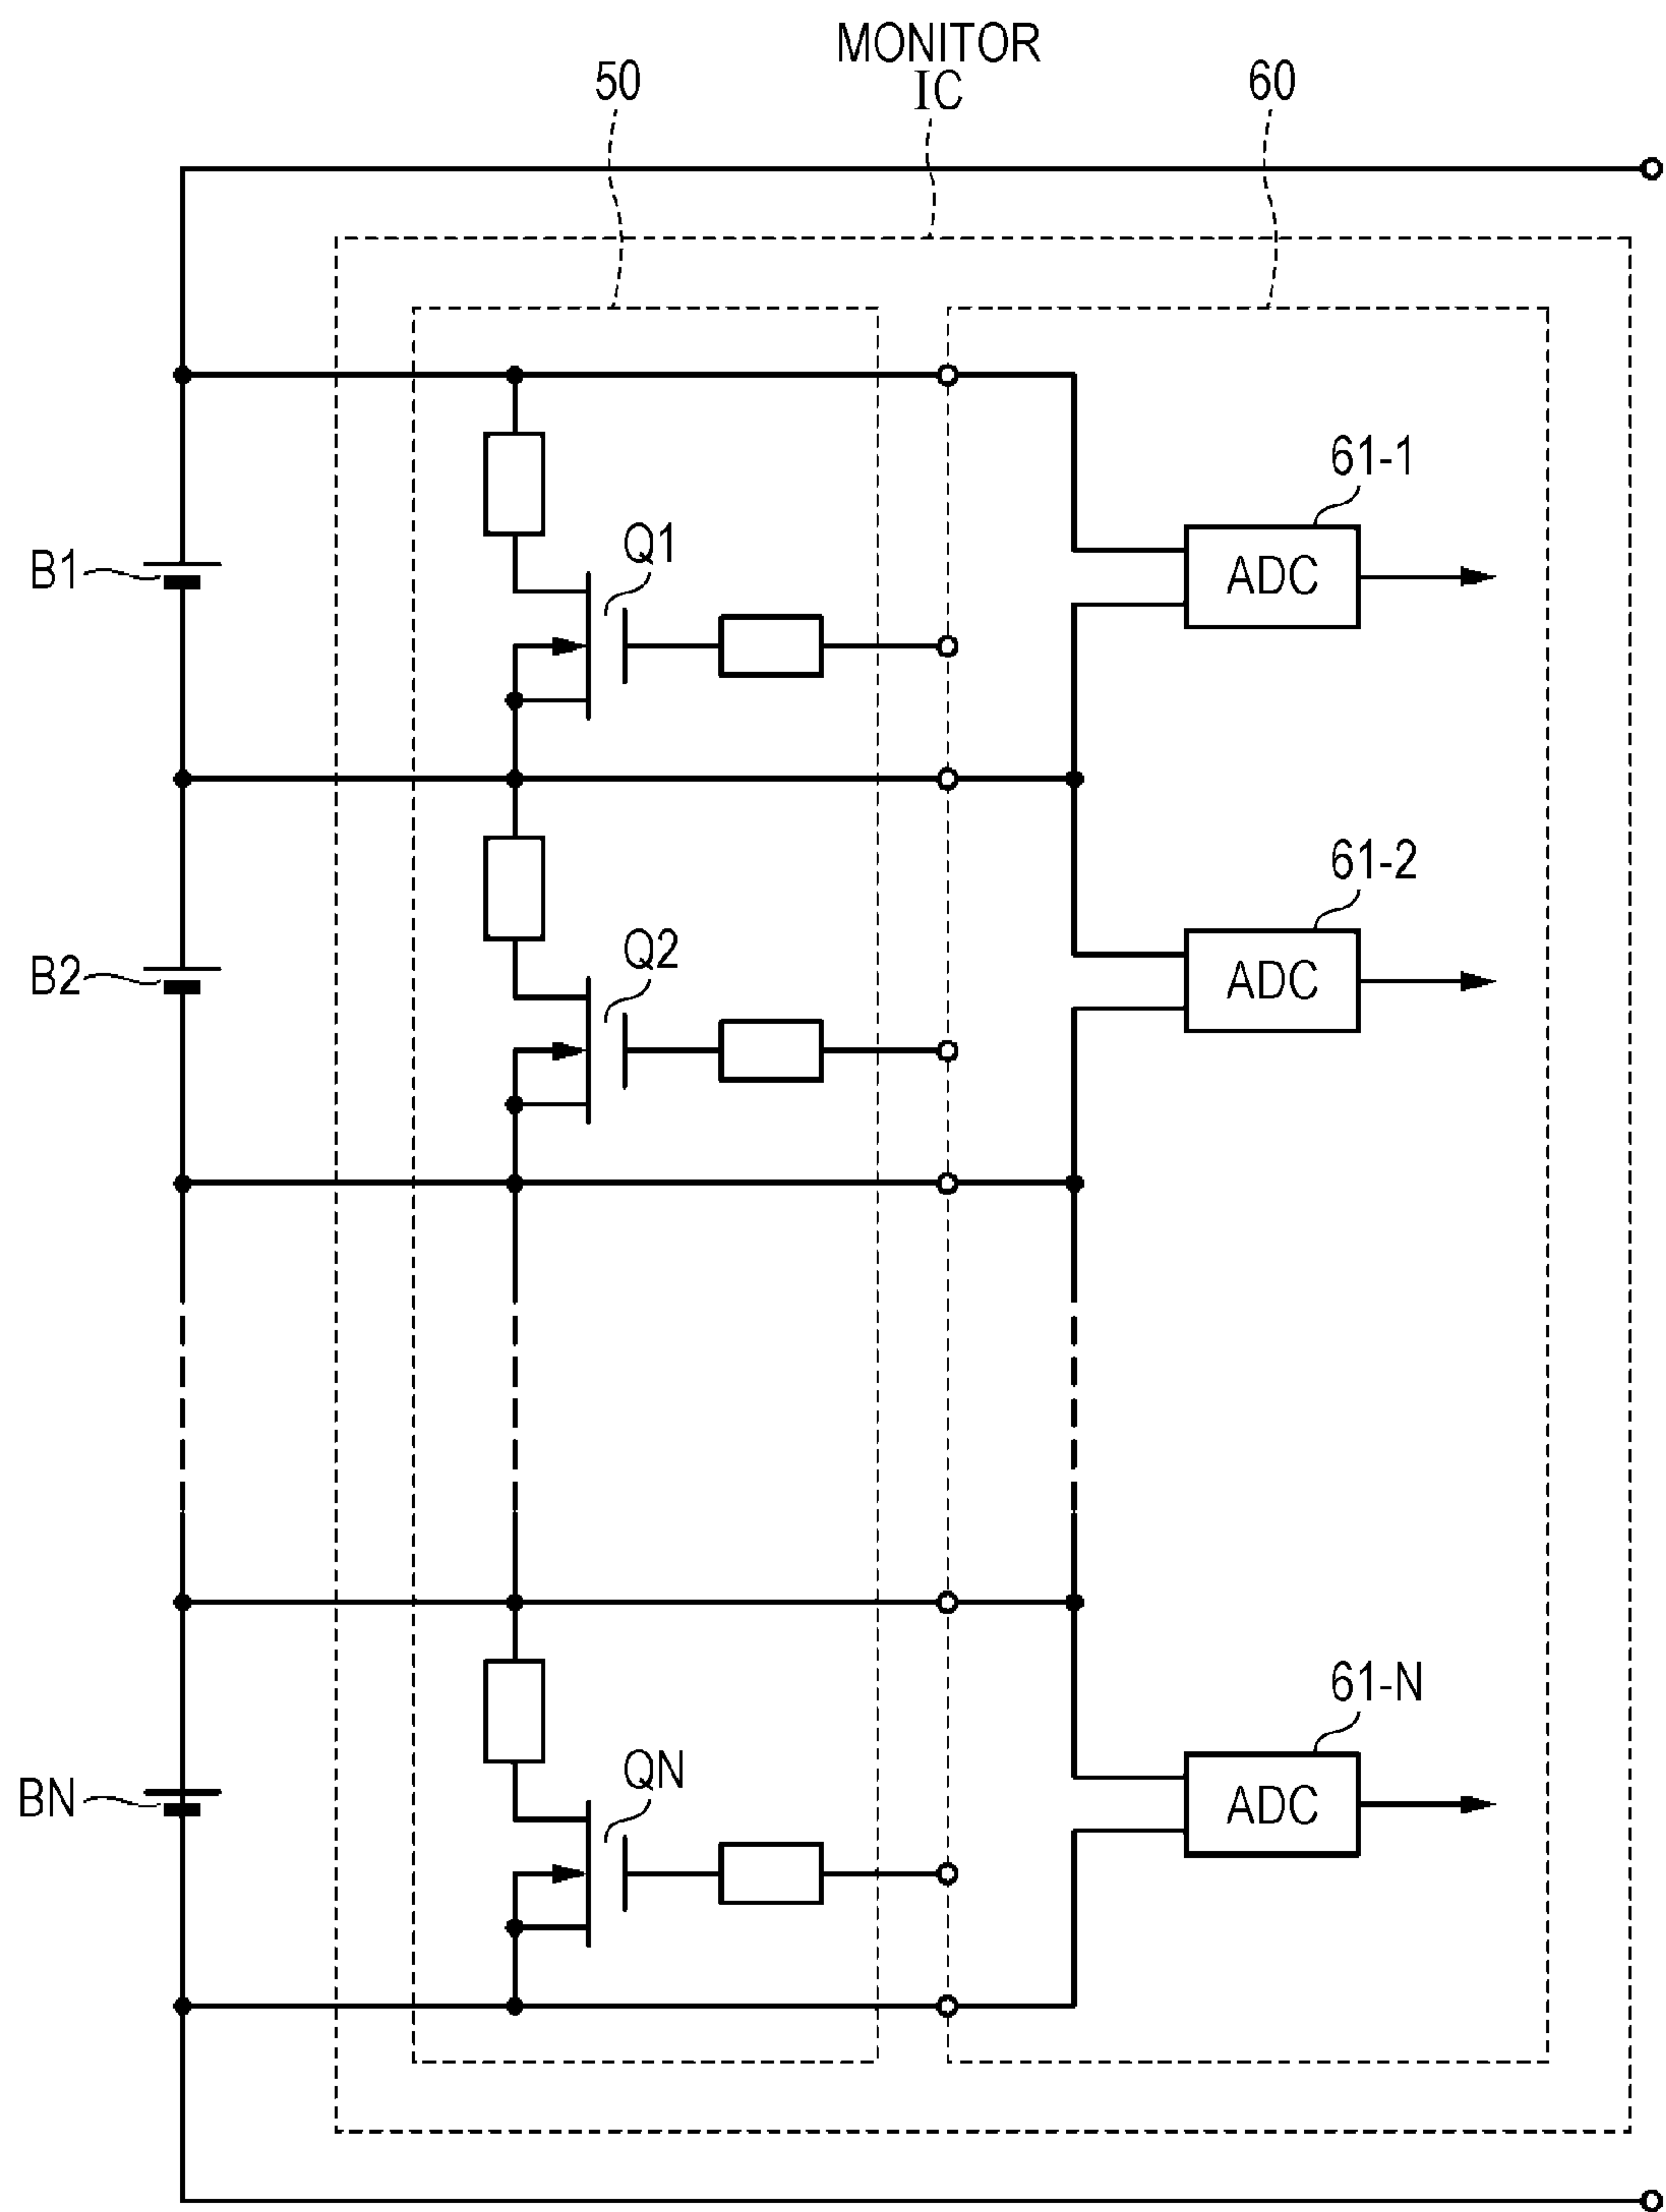 MONITOR
IC
50
60
61-1
ADC
Q1
B1
61-2
ADC
Q2
B2
61-N
ADC
QN
BN